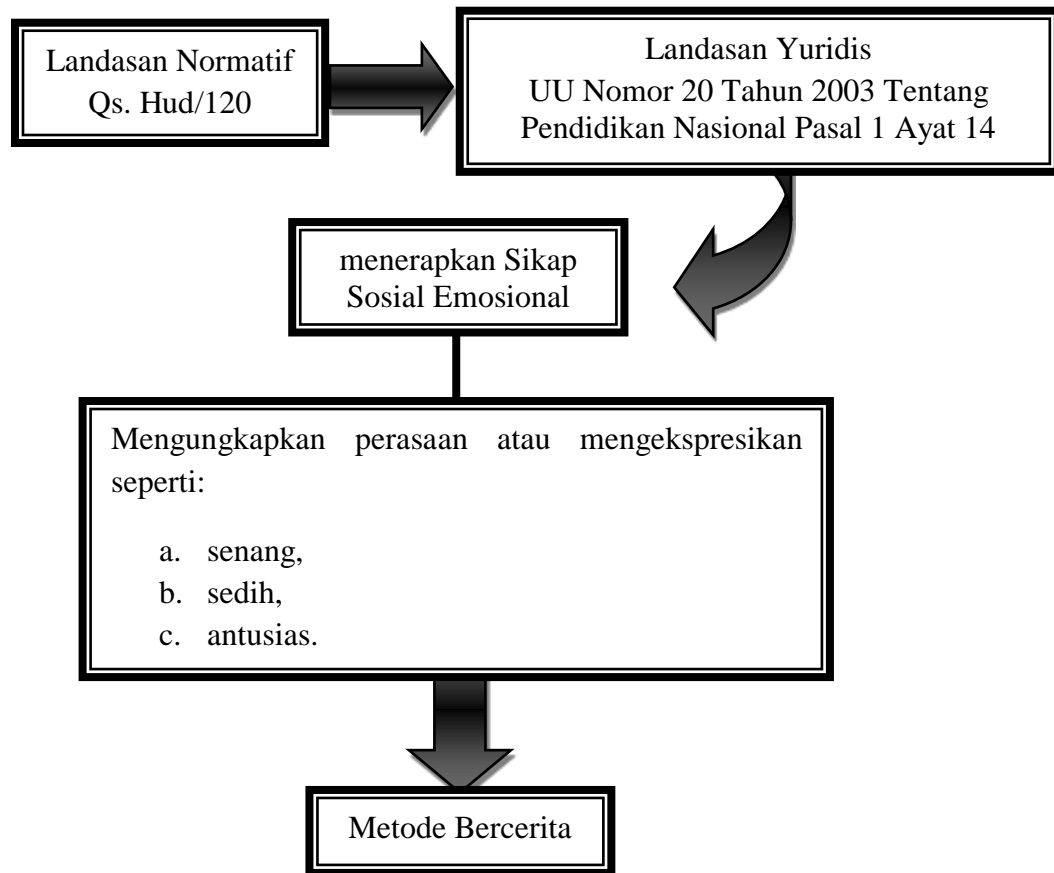 Landasan Normatif
Qs. Hud/120
Landasan Yuridis
UU Nomor 20 Tahun 2003 Tentang
Pendidikan Nasional Pasal 1 Ayat 14
menerapkan Sikap
Sosial Emosional
Mengungkapkan perasaan atau mengekspresikan
seperti:
a. senang,
b. sedih,
c. antusias.
Metode Bercerita